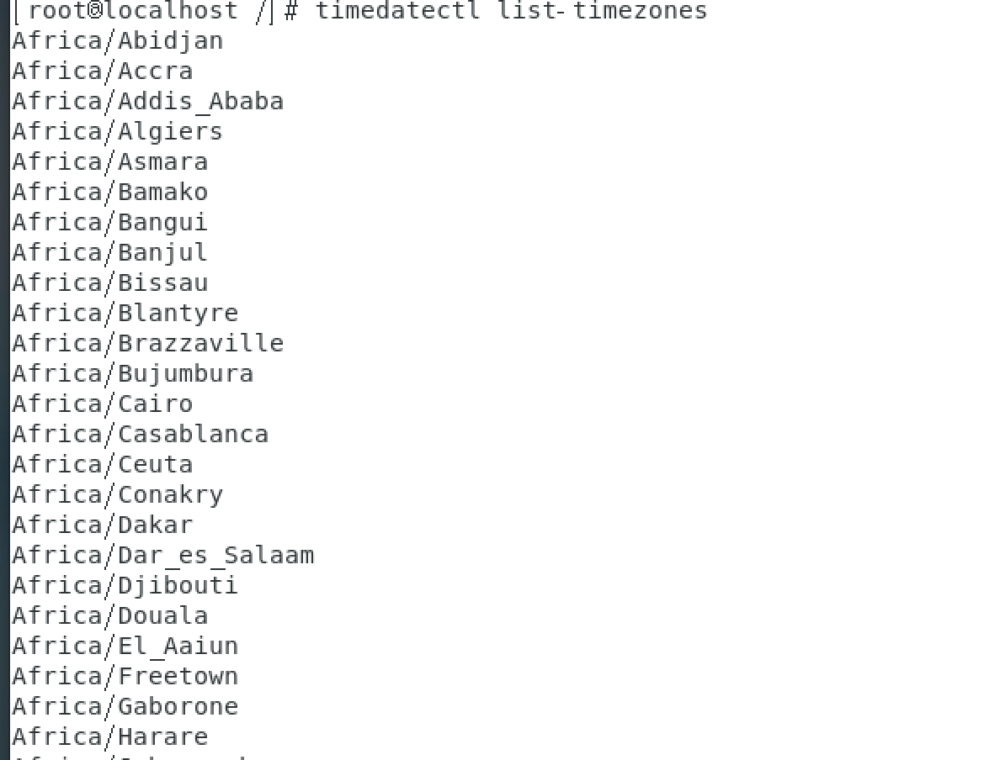 [root@localhost /]# timedatectl list-timezones
Africa/Abidjan
Africa/Accra
Africa/Addis_Ababa
Africa/Algiers
Africa/Asmara
Africa/Bamako
Africa/Bangui
Africa/Banjul
Africa/Bissau
Africa/Blantyre
Africa/Brazzaville
Africa/Bujumbura
Africa/Cairo
Africa/Casablanca
Africa/Ceuta
Africa/Conakry
Africa/Dakar
Africa/Dar_es_Salaam
Africa/Djibouti
Africa/Douala
Africa/El_Aaiun
Africa/Freetown
Africa/Gaborone
Africa/Harare